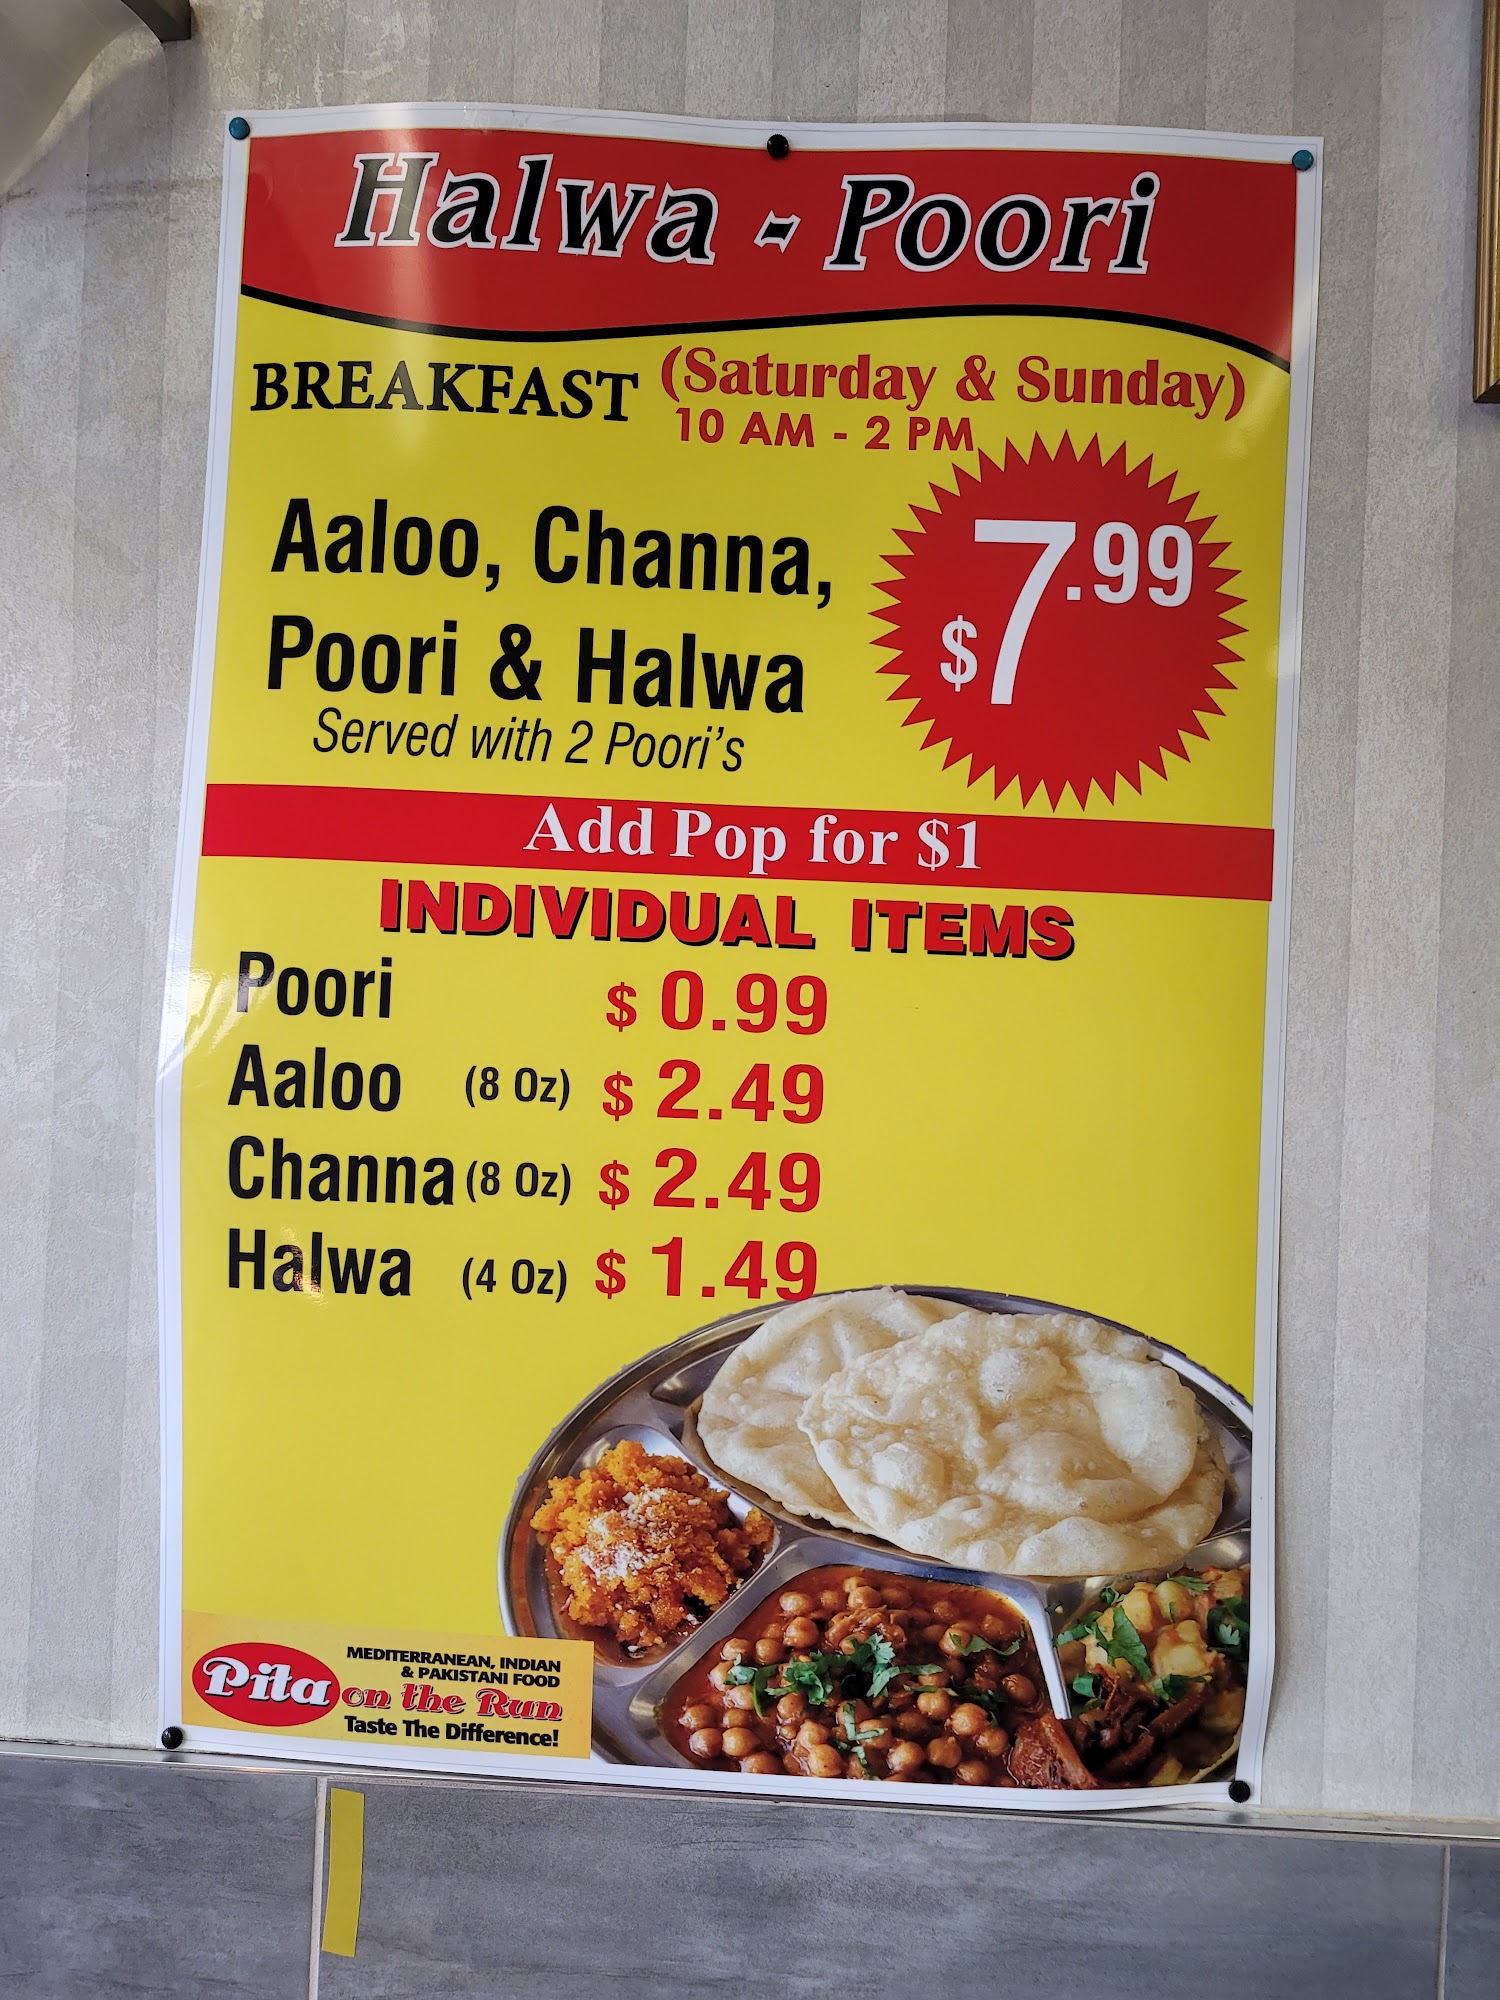 Halwa - Poori
BREAKFAST (Saturday & Sunday)
10 AM - 2 PM
Aaloo, Channa,
Poori & Halwa
Served with 2 Poori's
$7.99
Add Pop for $1
INDIVIDUAL ITEMS
Poori $ 0.99
Aaloo (8 Oz) $ 2.49
Channa (8 Oz) $ 2.49
Halwa (4 Oz) $ 1.49
MEDITERRANEAN, INDIAN
& PAKISTANI FOOD
Pita on the Run
Taste The Difference!